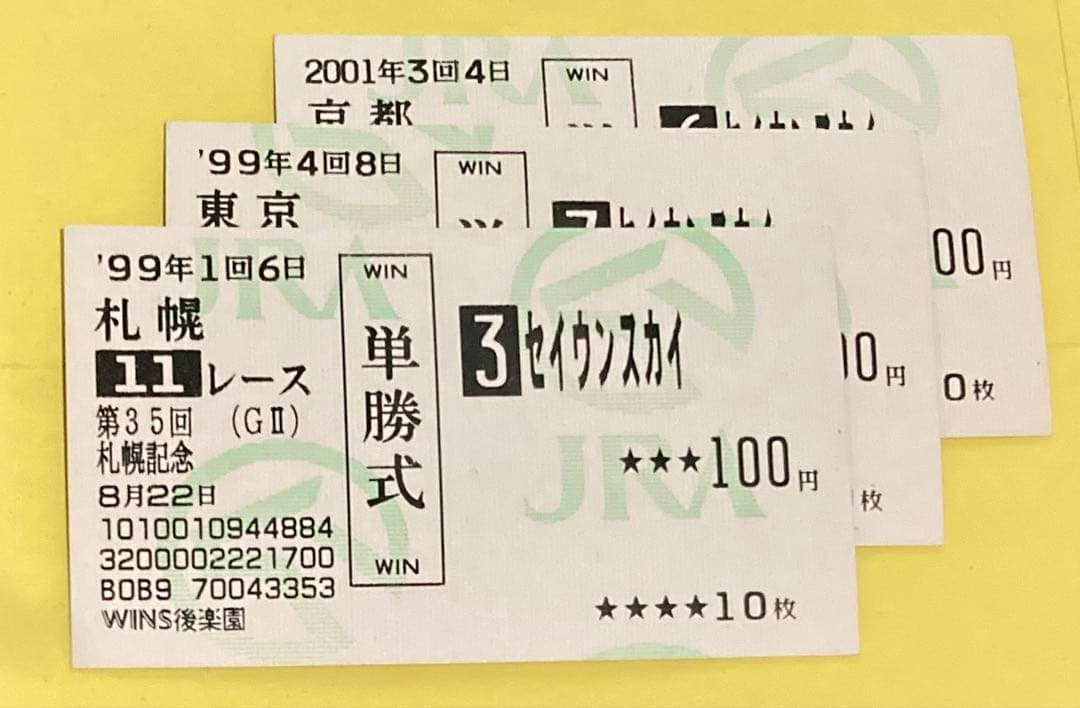 2001年3回4日
WIN
京都
'99年4回8日
WIN
東京
7
'99年1回6日
WIN
札幌
11レース
第35回 (GⅡ)
札幌記念
8月22日
1010010944884
3200002221700
B0B9 70043353
WINS後楽園
単勝式
WIN
3 セイウンスカイ
★★★100円
★★★★10枚
JRA
00円
0枚
00円
枚